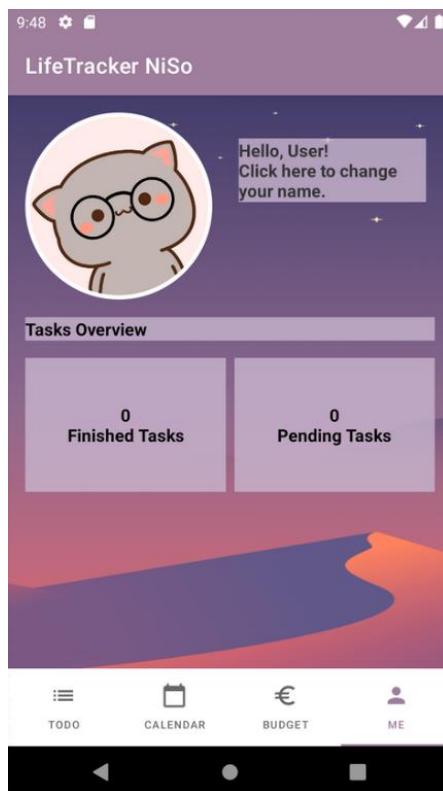 9:48
LifeTracker NiSo
Hello, User!
Click here to change
your name.
Tasks Overview
0
Finished Tasks
0
Pending Tasks
TODO
CALENDAR
BUDGET
ME